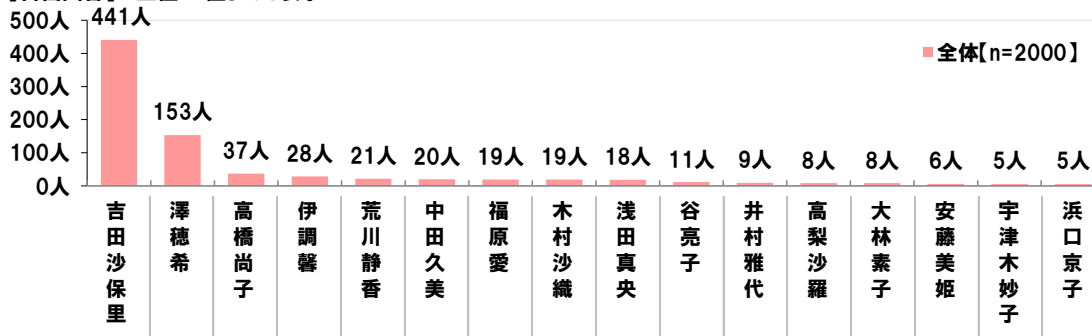 500人
400人
300人
200人
100人
0人
全体【n=2000】
441人
153人
37人
28人
21人
20人
19人
19人
18人
11人
9人
8人
8人
6人
5人
5人
吉田沙保里
澤穂希
高橋尚子
伊調馨
荒川静香
中田久美
福原愛
木村沙織
浅田真央
谷亮子
井村雅代
高梨沙羅
大林素子
安藤美姫
宇津木妙子
浜口京子